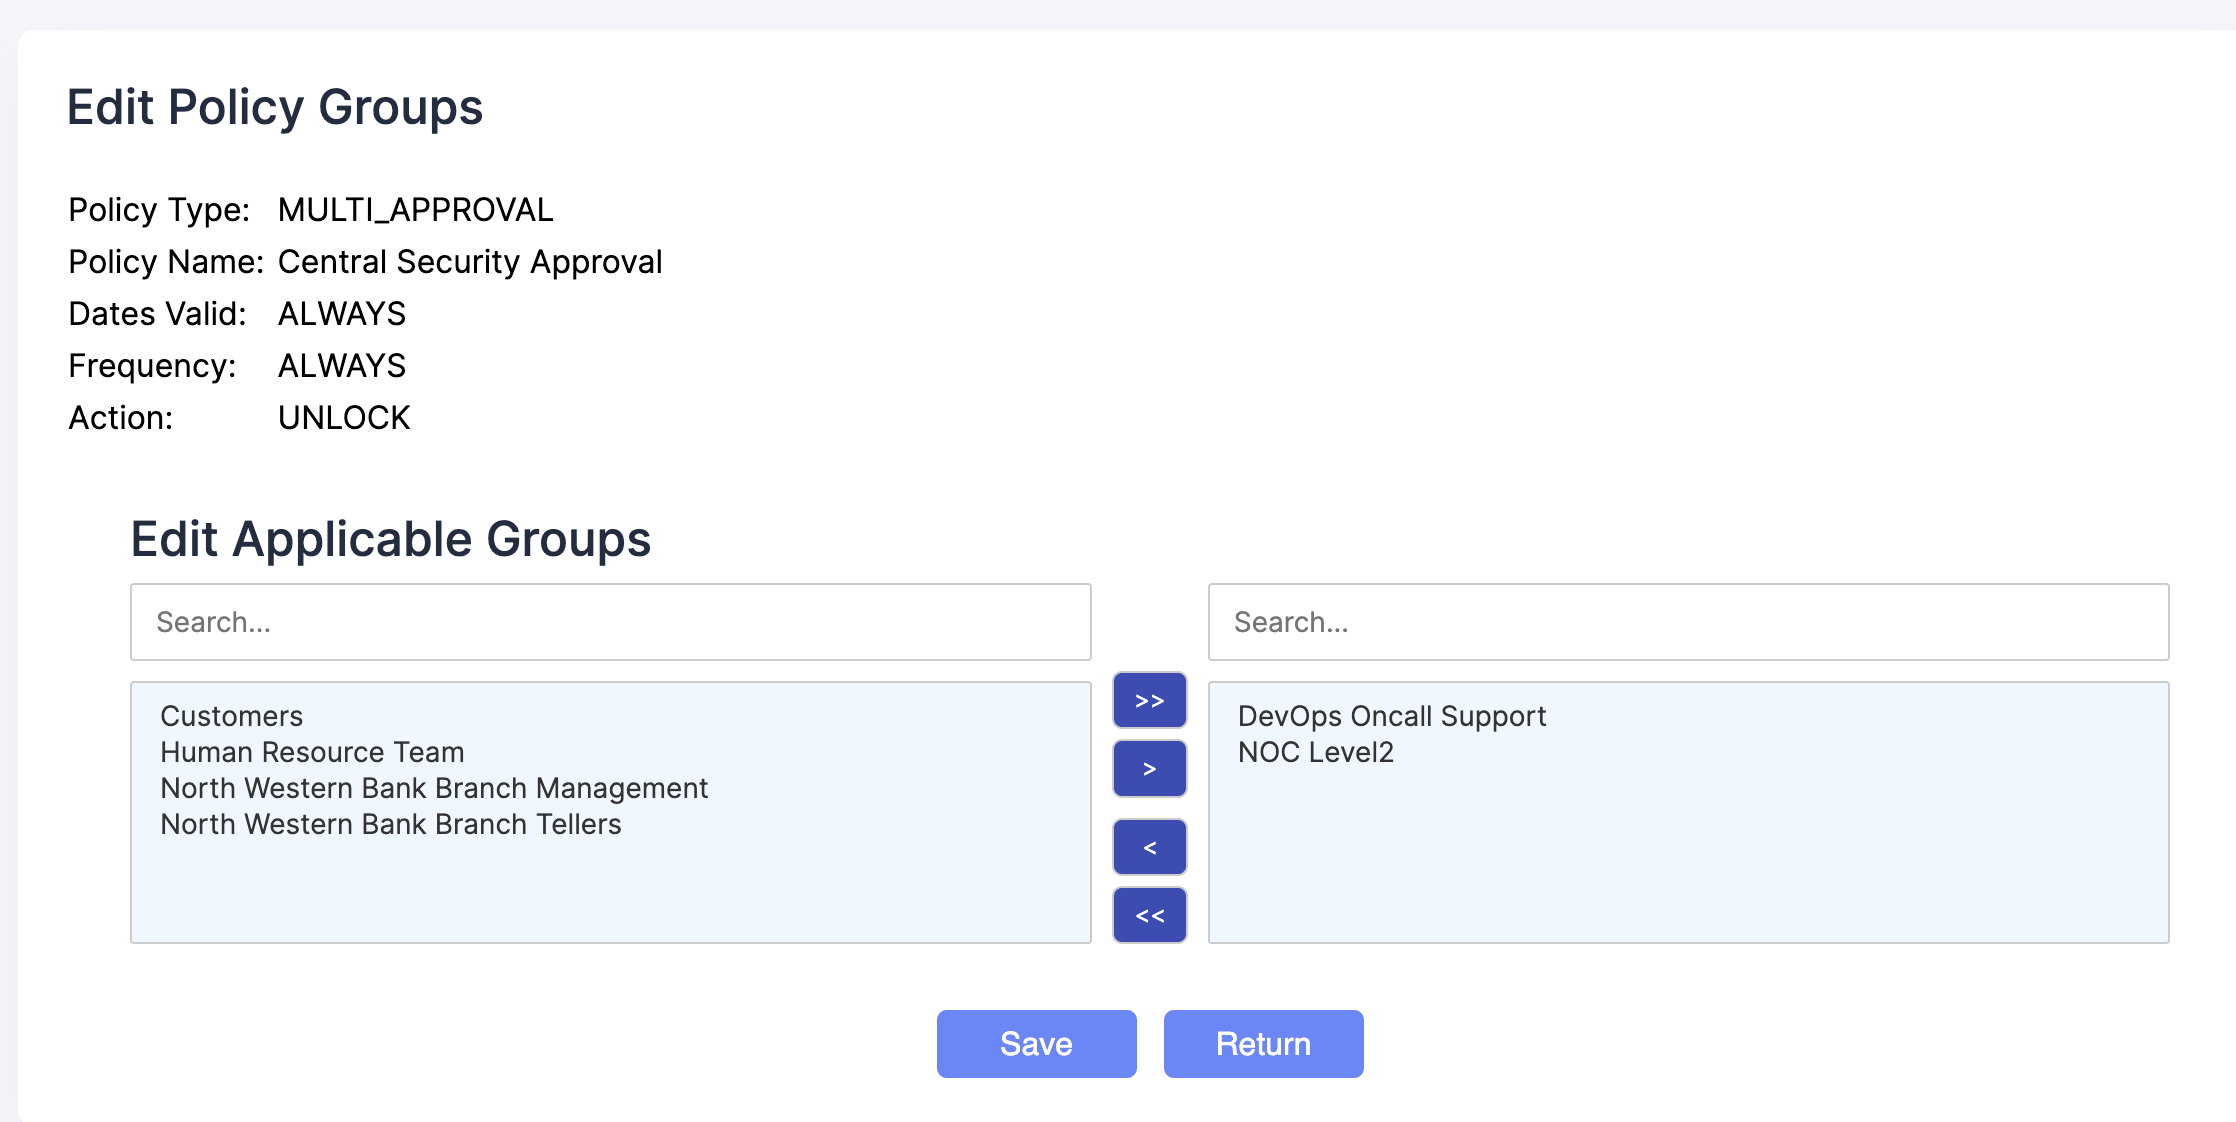 Edit Policy Groups
Policy Type: MULTI_APPROVAL
Policy Name: Central Security Approval
Dates Valid: ALWAYS
Frequency: ALWAYS
Action: UNLOCK
Edit Applicable Groups
Search...
Customers
Human Resource Team
North Western Bank Branch Management
North Western Bank Branch Tellers
>>
>
<
<<
Search...
DevOps Oncall Support
NOC Level2
Save Return